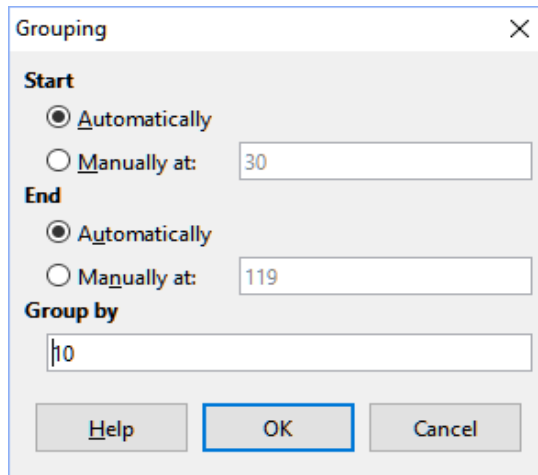 Grouping
Start
Automatically
Manually at: 30
End
Automatically
Manually at: 119
Group by
10
Help OK Cancel